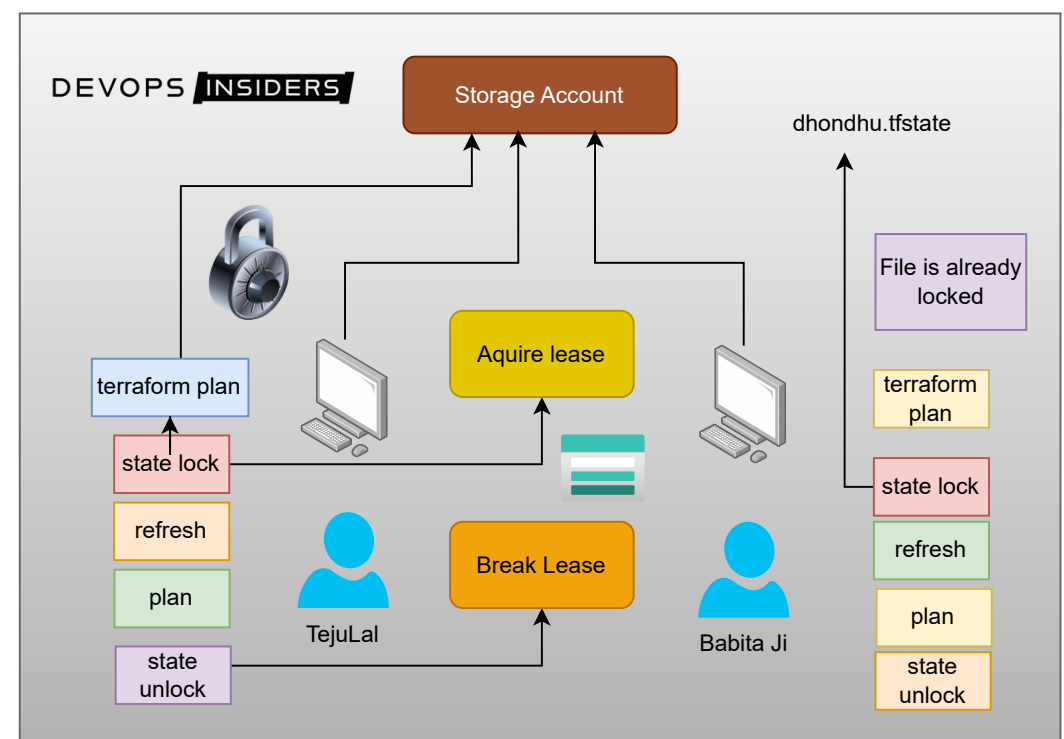 DEVOPS INSIDERS
Storage Account
dhondhu.tfstate
File is already
locked
Aquire lease
terraform plan
terraform
plan
state lock
state lock
refresh
refresh
Break Lease
plan
plan
TejuLal
Babita Ji
state
unlock
state
unlock